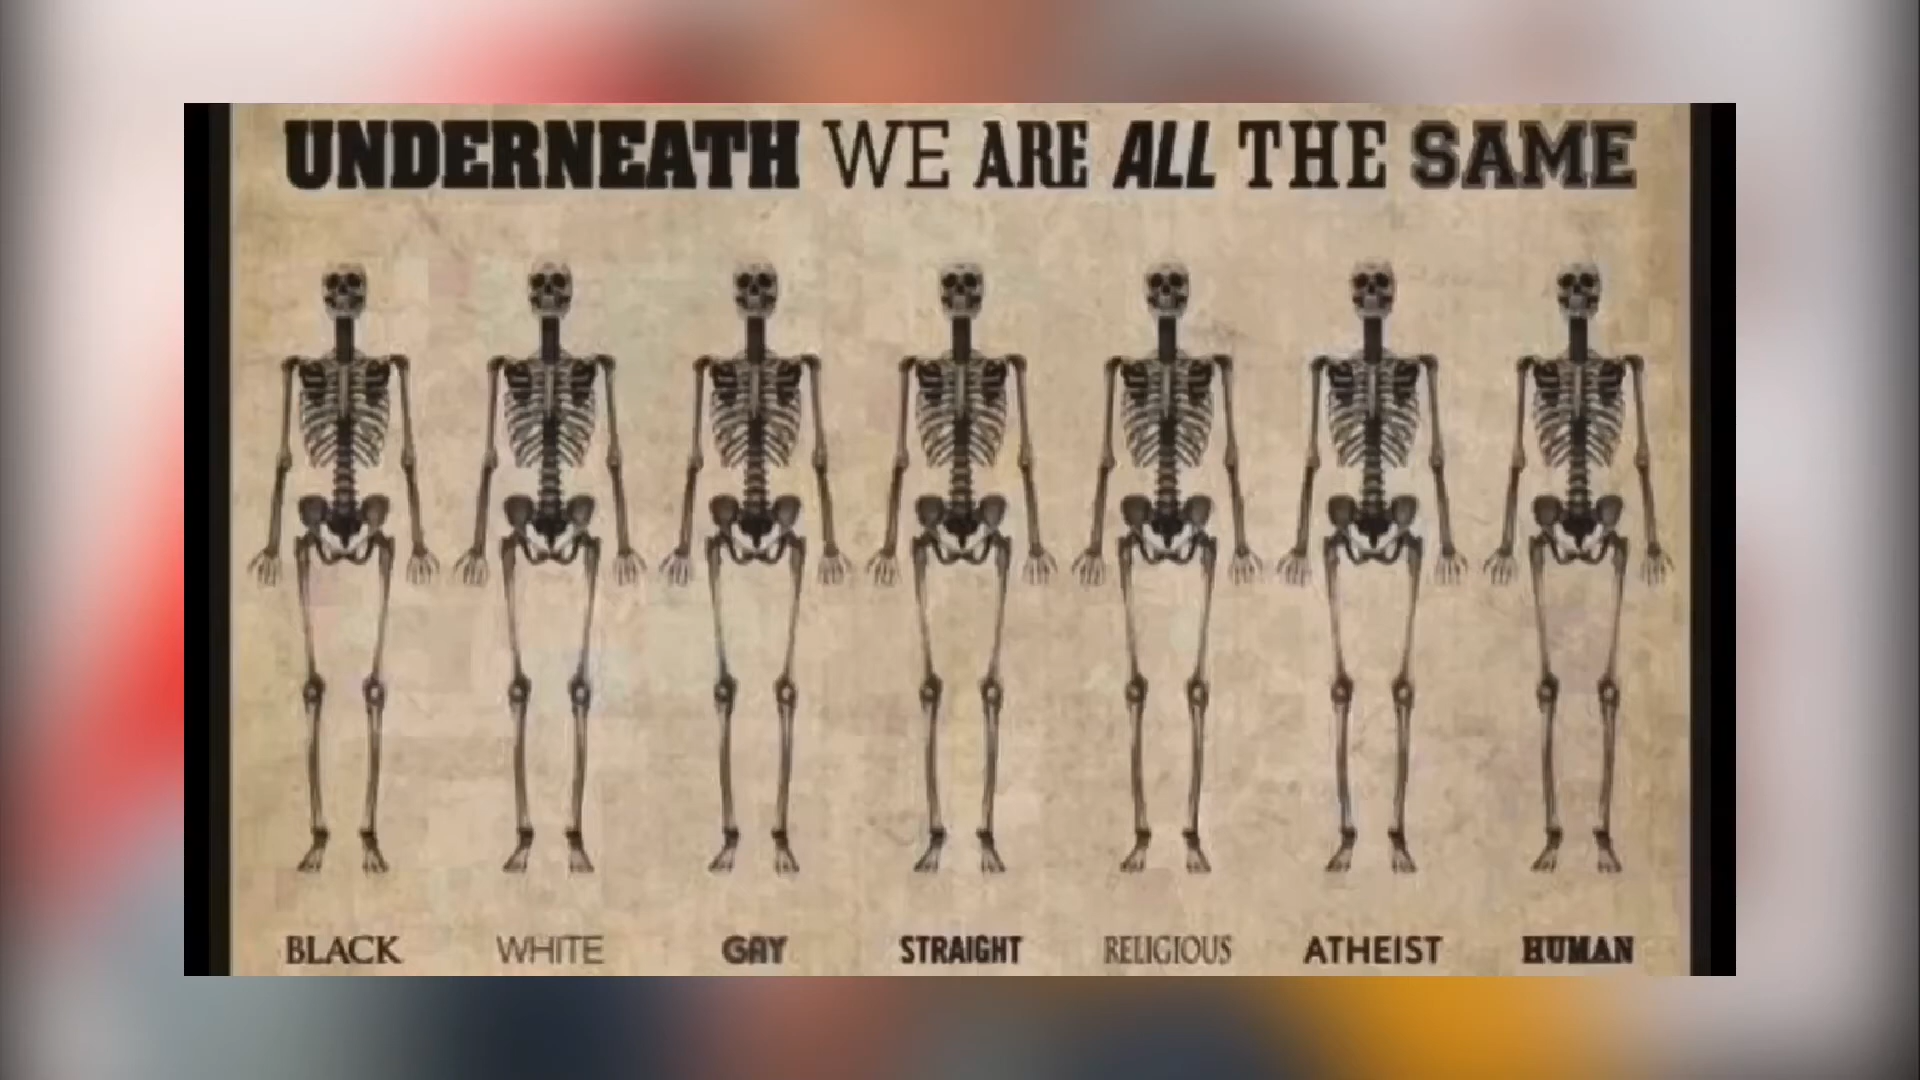 UNDERNEATH WE ARE ALL THE SAME
BLACK WHITE GAY STRAIGHT RELIGIOUS ATHEIST HUMAN